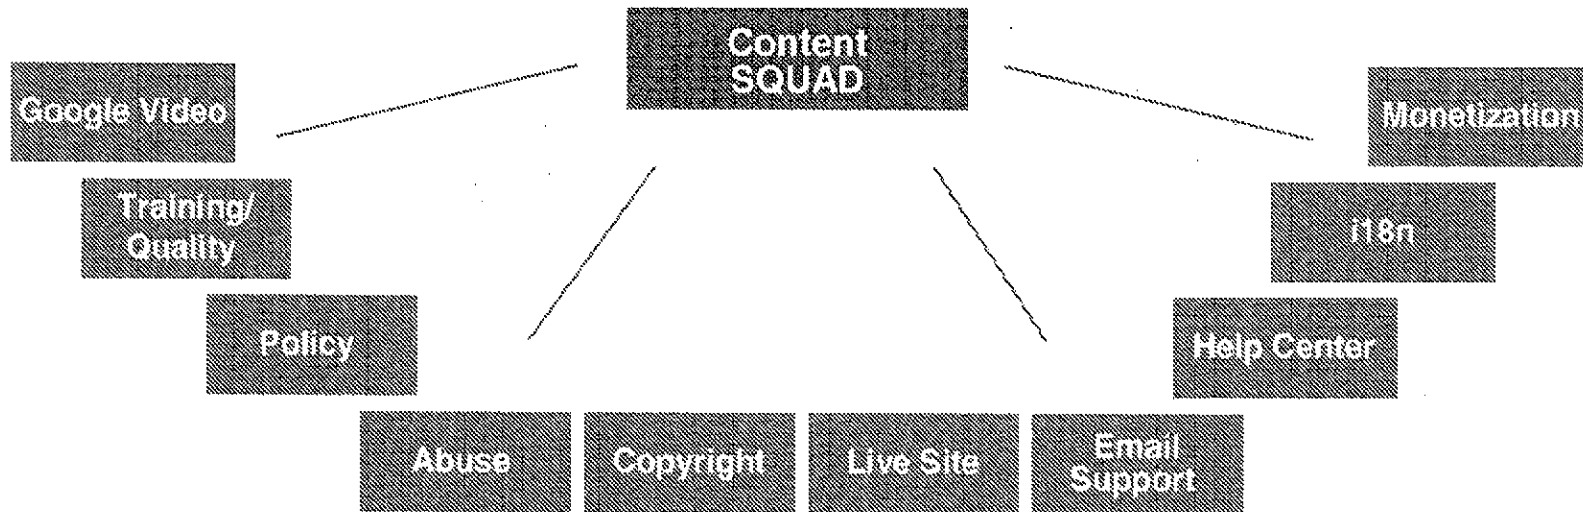 Content
SQUAD
Google Video
Monetization
Training/
Quality
i18n
Policy
Help Center
Abuse
Copyright
Live Site
Email
Support